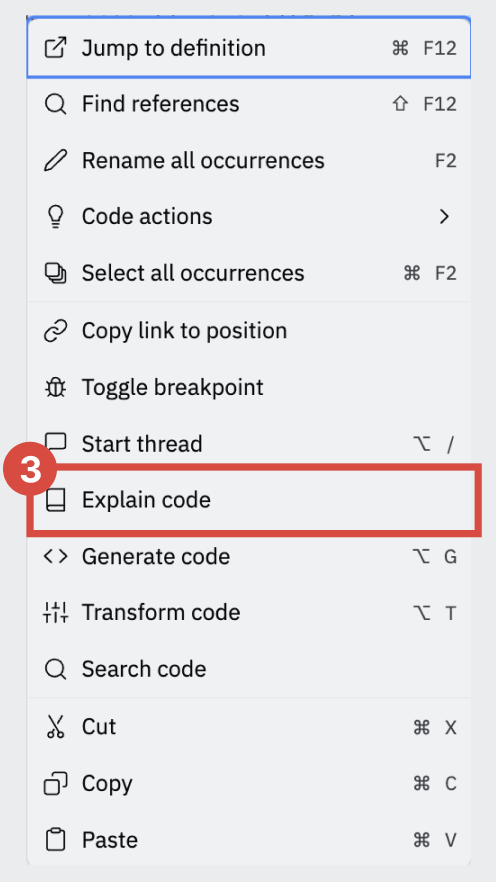 Jump to definition ⌘ F12
Find references ⇧ F12
Rename all occurrences F2
Code actions
Select all occurrences ⌘ F2
Copy link to position
Toggle breakpoint
Start thread ⌥ /
3
Explain code
Generate code ⌥ G
Transform code ⌥ T
Search code
Cut ⌘ X
Copy ⌘ C
Paste ⌘ V